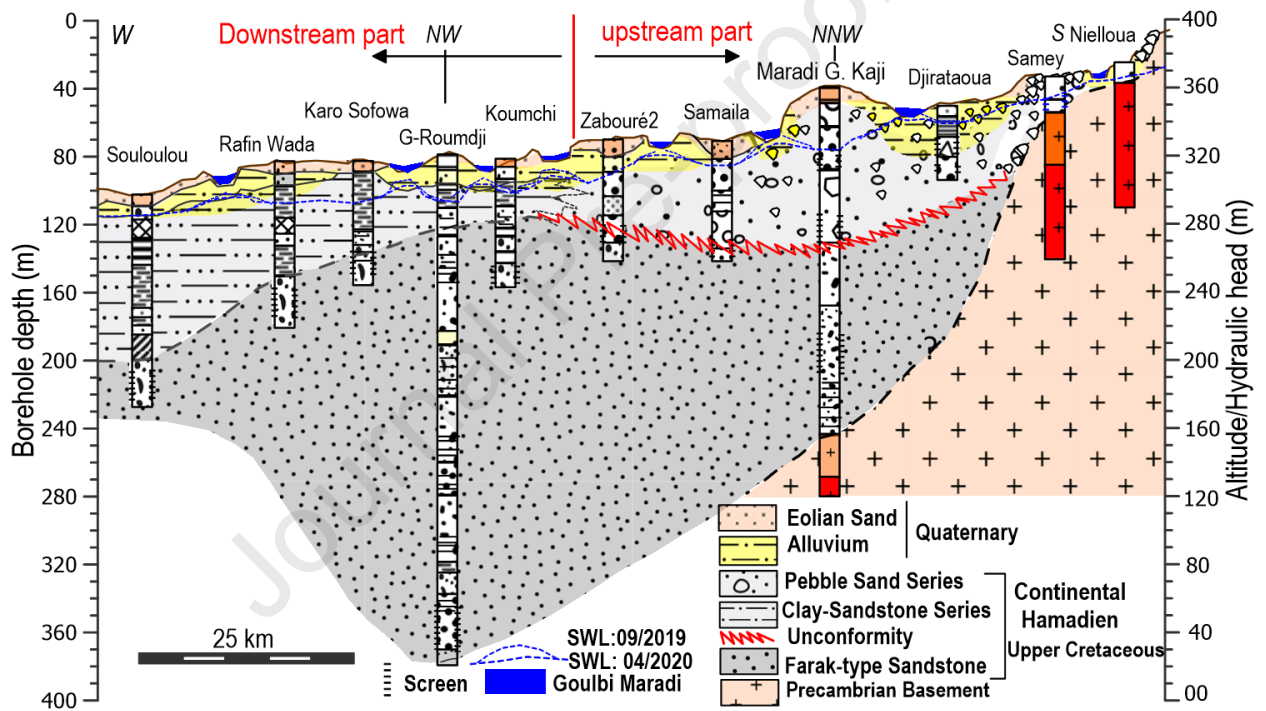 W
Downstream part
NW
upstream part
NNW
S Nielloua
Samey
Maradi G. Kaji
Djirataoua
Karo Sofowa
Koumchi
Zabouré2
Samaila
Rafin Wada
G-Roumdji
Souloulou
Borehole depth (m)
0
40
80
120
160
200
240
280
320
360
400
Altitude/Hydraulic head (m)
400
360
320
280
240
200
160
120
80
40
00
?
Journal Pre-proo
25 km
Screen
SWL:09/2019
SWL: 04/2020
Goulbi Maradi
Eolian Sand
Alluvium
Quaternary
Pebble Sand Series
Clay-Sandstone Series
Unconformity
Farak-type Sandstone
Continental
Hamadien
Upper Cretaceous
Precambrian Basement